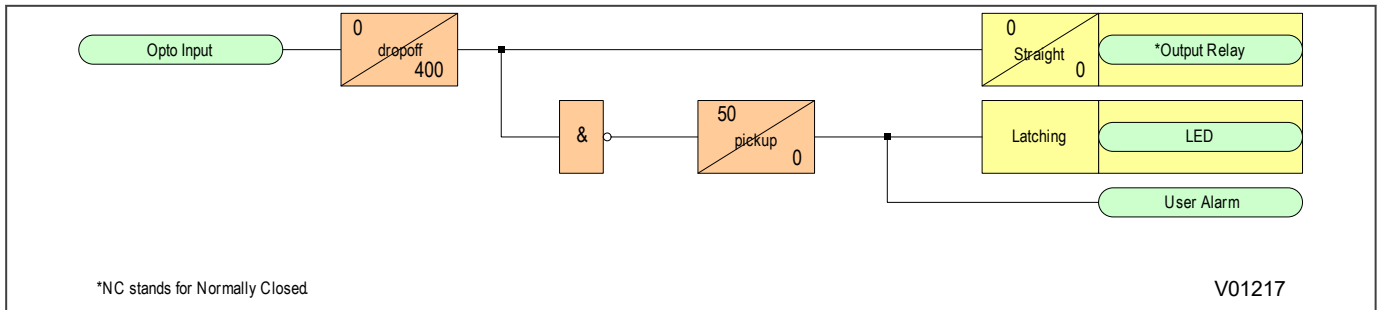 Opto Input
0
dropoff
400
0
Straight
0
*Output Relay
&
50
pickup
0
Latching
LED
User Alarm
*NC stands for Normally Closed.
V01217